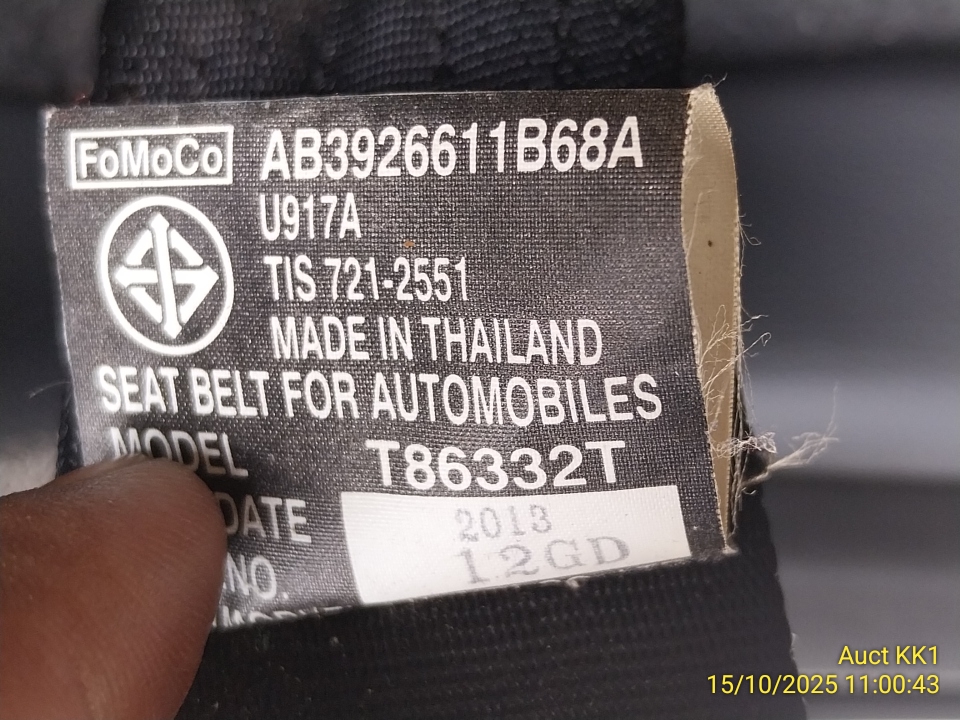 FoMoCo AB3926611B68A
U917A
TIS 721-2551
MADE IN THAILAND
SEAT BELT FOR AUTOMOBILES
MODEL T86332T
DATE 2013
NO. 12GD
Auct KK1
15/10/2025 11:00:43